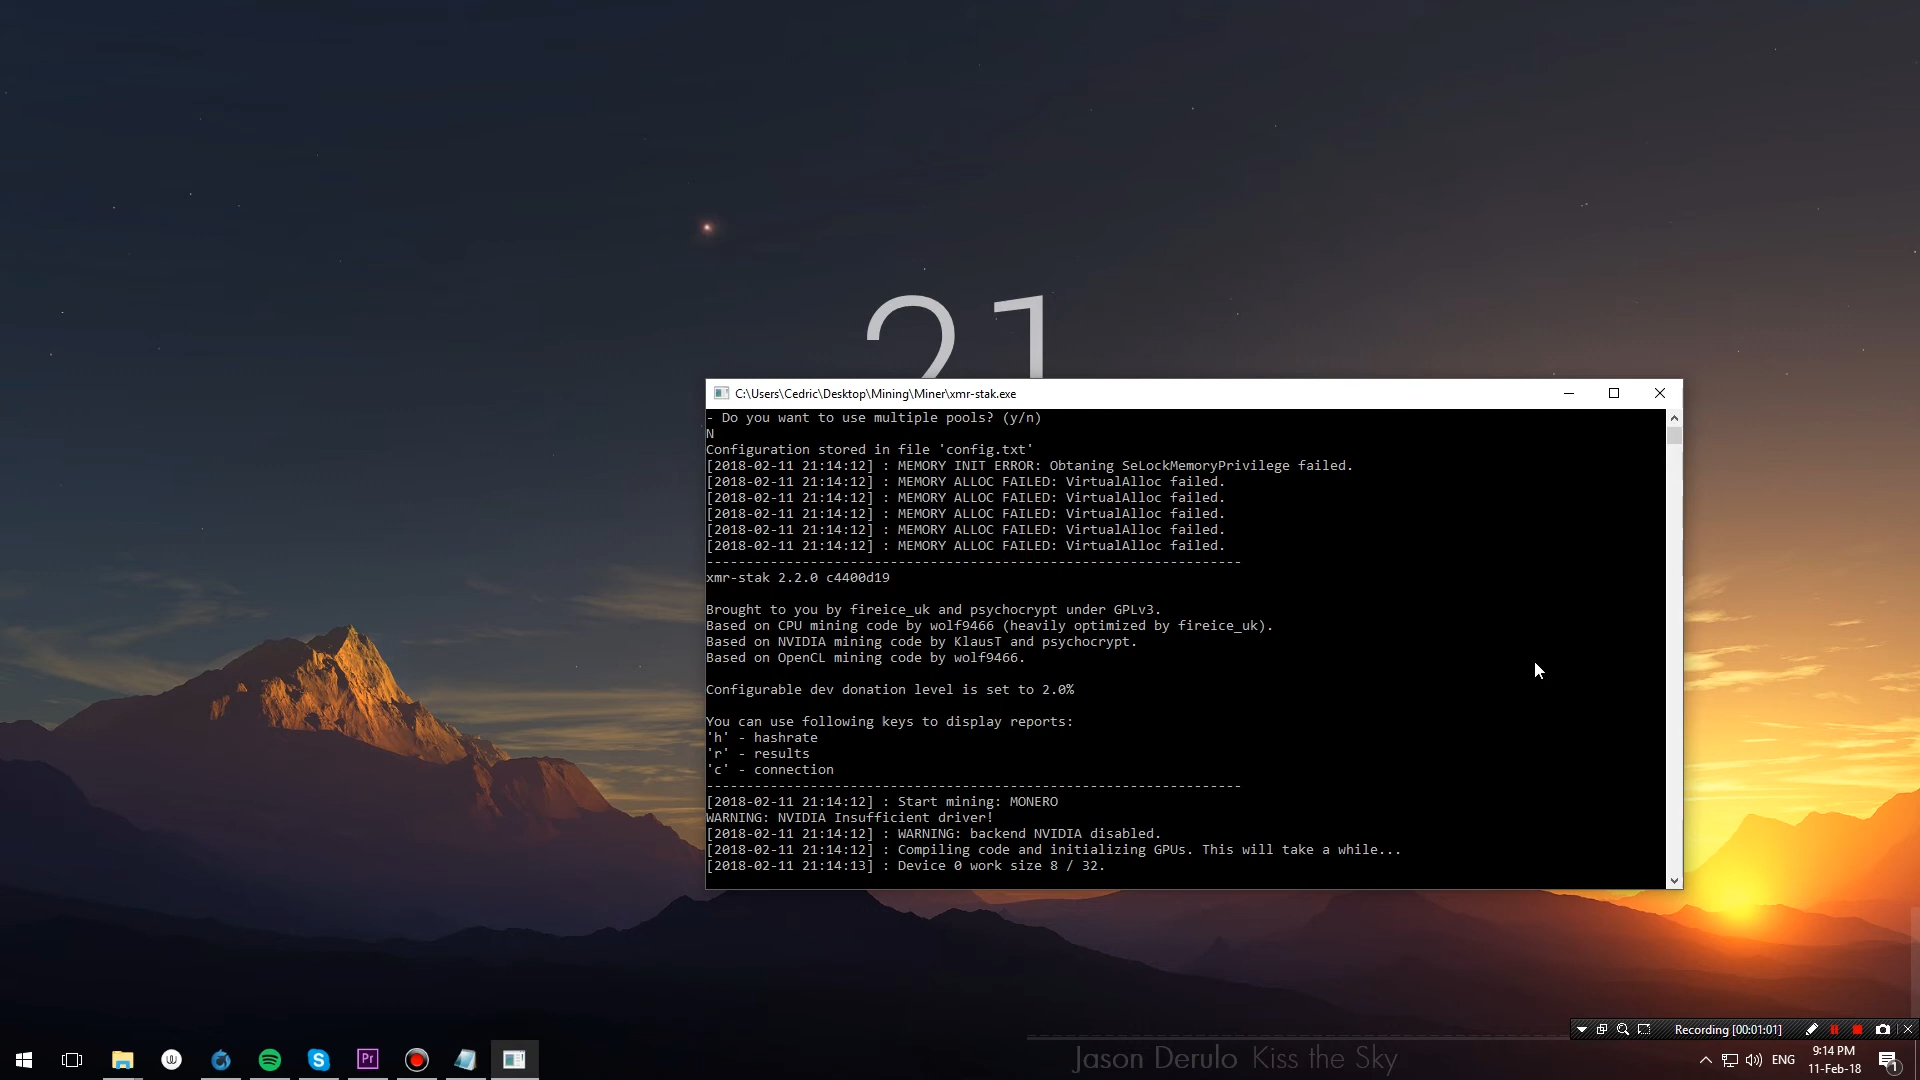 21
C:\Users\Cedric\Desktop\Mining\Miner\xmr-stak.exe
- Do you want to use multiple pools? (y/n)
N
Configuration stored in file 'config.txt'
[2018-02-11 21:14:12] : MEMORY INIT ERROR: Obtaning SeLockMemoryPrivilege failed.
[2018-02-11 21:14:12] : MEMORY ALLOC FAILED: VirtualAlloc failed.
[2018-02-11 21:14:12] : MEMORY ALLOC FAILED: VirtualAlloc failed.
[2018-02-11 21:14:12] : MEMORY ALLOC FAILED: VirtualAlloc failed.
[2018-02-11 21:14:12] : MEMORY ALLOC FAILED: VirtualAlloc failed.
[2018-02-11 21:14:12] : MEMORY ALLOC FAILED: VirtualAlloc failed.
-------------------------------------------------------------------
xmr-stak 2.2.0 c4400d19
Brought to you by fireice_uk and psychocrypt under GPLv3.
Based on CPU mining code by wolf9466 (heavily optimized by fireice_uk).
Based on NVIDIA mining code by KlausT and psychocrypt.
Based on OpenCL mining code by wolf9466.
Configurable dev donation level is set to 2.0%
You can use following keys to display reports:
'h' - hashrate
'r' - results
'c' - connection
-------------------------------------------------------------------
[2018-02-11 21:14:12] : Start mining: MONERO
WARNING: NVIDIA Insufficient driver!
[2018-02-11 21:14:12] : WARNING: backend NVIDIA disabled.
[2018-02-11 21:14:12] : Compiling code and initializing GPUs. This will take a while...
[2018-02-11 21:14:13] : Device 0 work size 8 / 32.
Recording [00:01:01]
Jason Derulo Kiss the Sky
Pr
ENG
9:14 PM
11-Feb-18
1